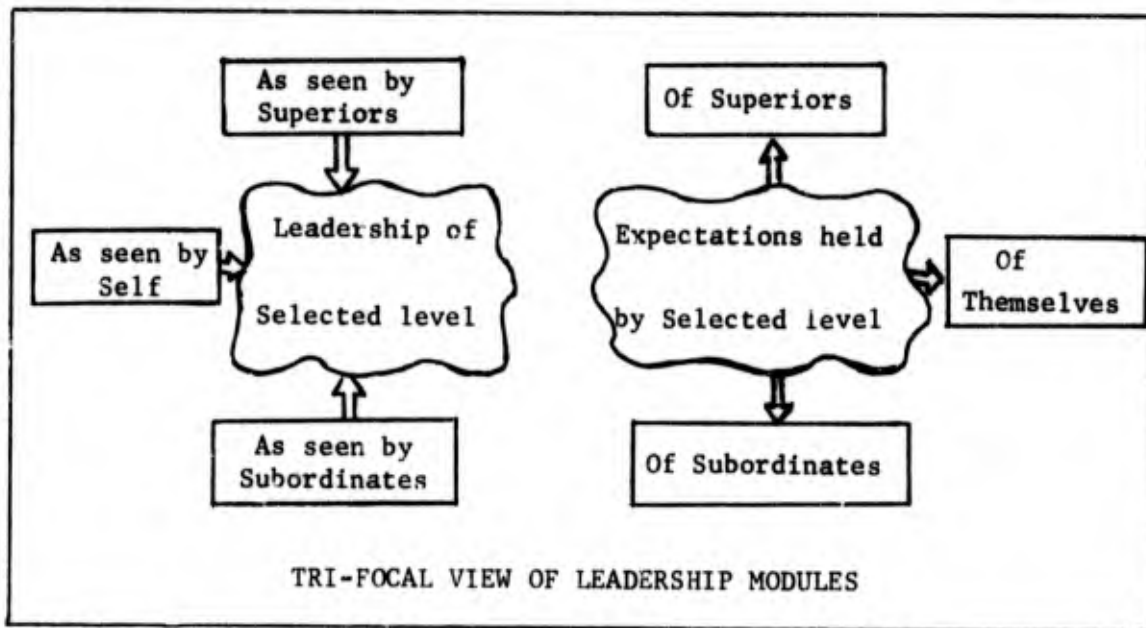 As seen by
Superiors
Of Superiors
Leadership of
Selected level
As seen by
Self
Expectations held
by Selected level
Of
Themselves
As seen by
Subordinates
Of Subordinates
TRI-FOCAL VIEW OF LEADERSHIP MODULES